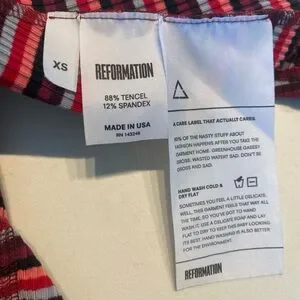 XS
REFORMATION
88% TENCEL
12% SPANDEX
MADE IN USA
RN 143248
A CARE LABEL THAT ACTUALLY CARES.
OF THE NASTY STUFF ABOUT
FASHION HAPPENS AFTER YOU TAKE THE
GARMENT HOME. GREENHOUSE GASES?
GROSS. WASTED WATER? SAD. DON'T BE
GROSS AND SAD.
HAND WASH COLD &
DRY FLAT
SOMETIMES YOU FEEL A LITTLE DELICATE.
WELL, THIS GARMENT FEELS THAT WAY ALL
THE TIME, SO YOU'VE GOT TO HAND
WASH IT. USE A DELICATE SOAP AND LAY
FLAT TO DRY TO KEEP THIS BABY LOOKING
ITS BEST. HAND WASHING IS ALSO BETTER
FOR THE ENVIRONMENT.
REFORMATION